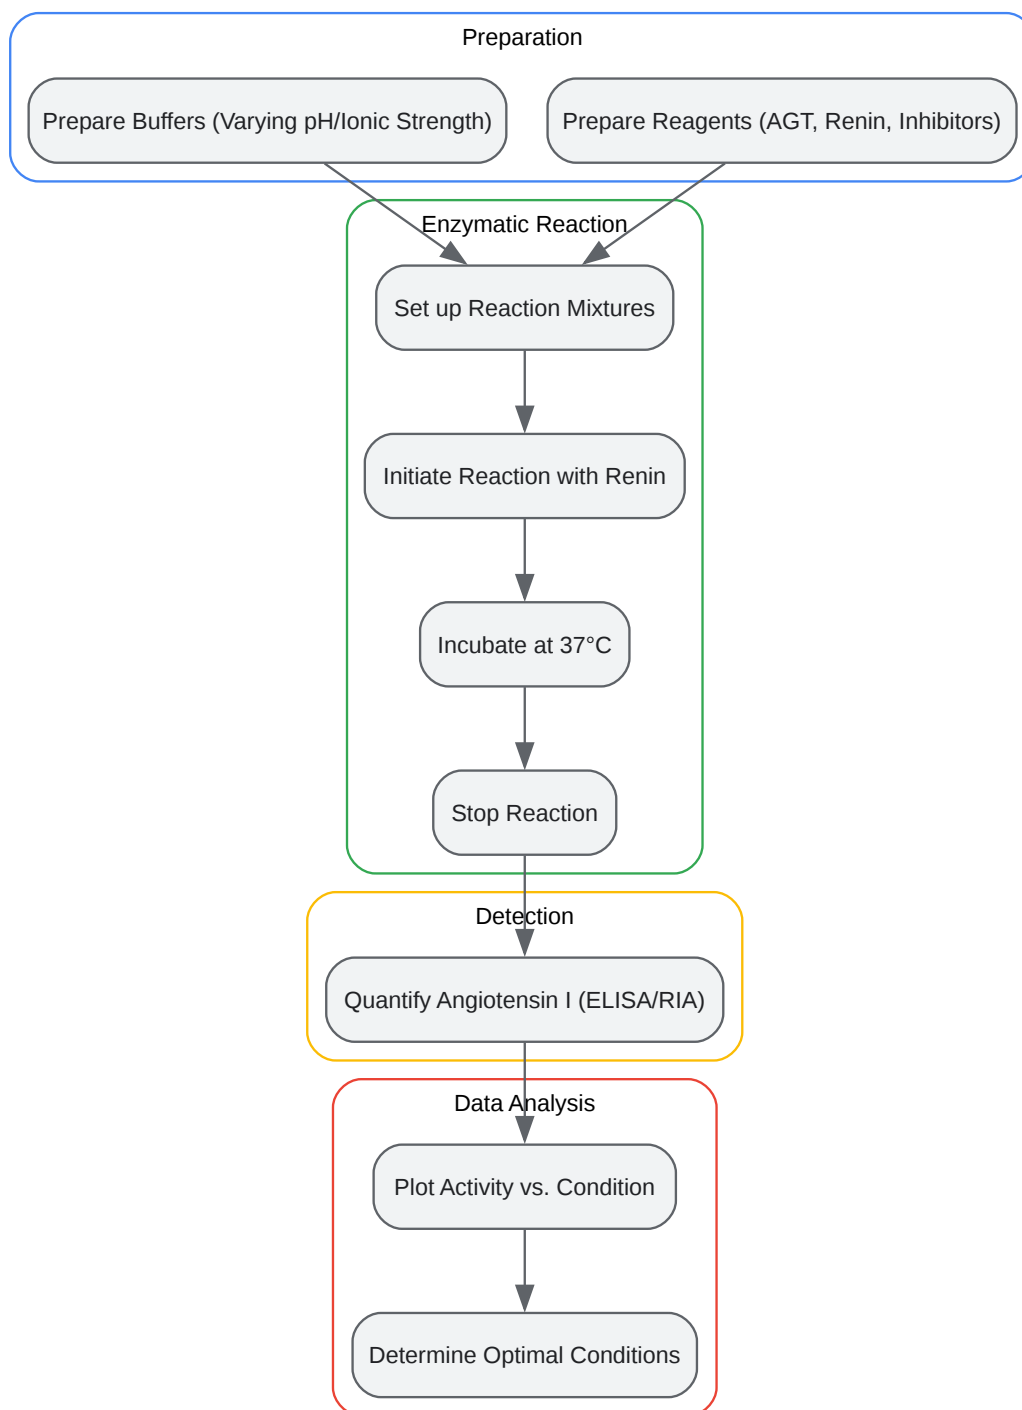 Preparation
Prepare Buffers (Varying pH/Ionic Strength)
Prepare Reagents (AGT, Renin, Inhibitors)
Enzymatic Reaction
Set up Reaction Mixtures
Initiate Reaction with Renin
Incubate at 37°C
Stop Reaction
Detection
Quantify Angiotensin I (ELISA/RIA)
Data Analysis
Plot Activity vs. Condition
Determine Optimal Conditions